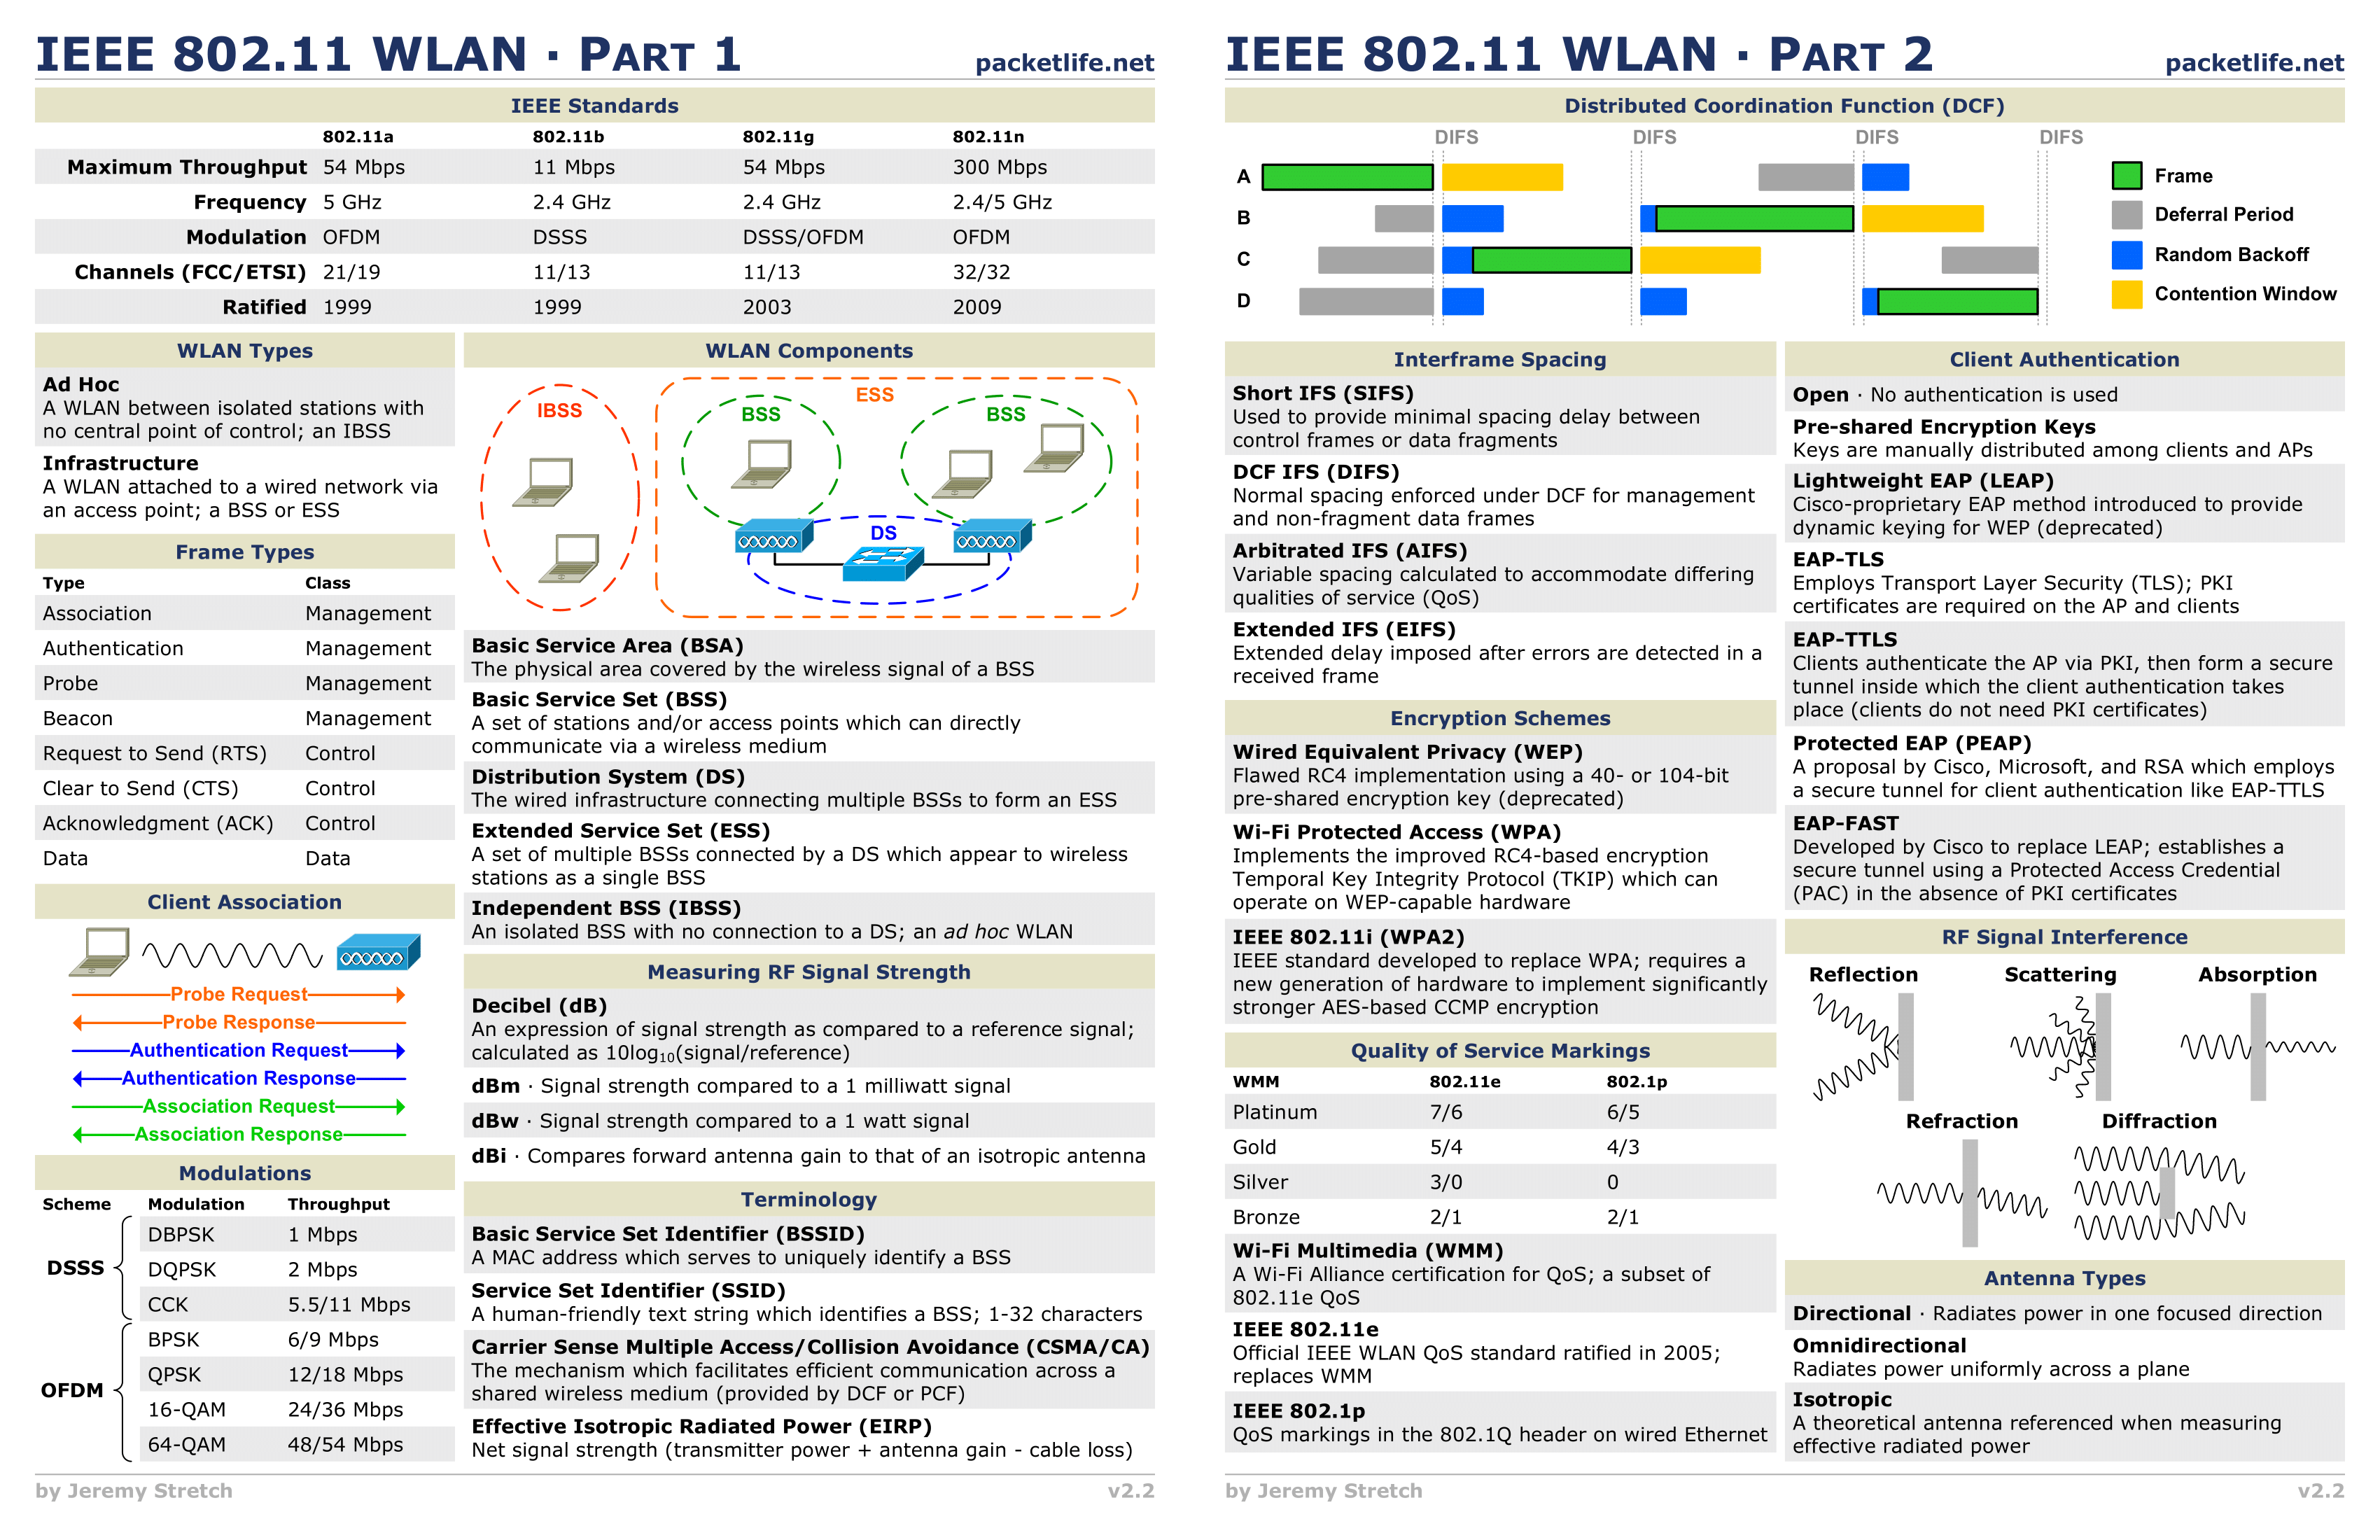 IEEE 802.11 WLAN · PART 1
packetlife.net
IEEE Standards
802.11a 802.11b 802.11g 802.11n
Maximum Throughput 54 Mbps 11 Mbps 54 Mbps 300 Mbps
Frequency 5 GHz 2.4 GHz 2.4 GHz 2.4/5 GHz
Modulation OFDM DSSS DSSS/OFDM OFDM
Channels (FCC/ETSI) 21/19 11/13 11/13 32/32
Ratified 1999 1999 2003 2009
WLAN Types
Ad Hoc
A WLAN between isolated stations with
no central point of control; an IBSS
Infrastructure
A WLAN attached to a wired network via
an access point; a BSS or ESS
Frame Types
Type Class
Association Management
Authentication Management
Probe Management
Beacon Management
Request to Send (RTS) Control
Clear to Send (CTS) Control
Acknowledgment (ACK) Control
Data Data
Client Association
Probe Request
Probe Response
Authentication Request
Authentication Response
Association Request
Association Response
Modulations
Scheme Modulation Throughput
DSSS
DBPSK 1 Mbps
DQPSK 2 Mbps
CCK 5.5/11 Mbps
OFDM
BPSK 6/9 Mbps
QPSK 12/18 Mbps
16-QAM 24/36 Mbps
64-QAM 48/54 Mbps
WLAN Components
IBSS
ESS
BSS
BSS
DS
Basic Service Area (BSA)
The physical area covered by the wireless signal of a BSS
Basic Service Set (BSS)
A set of stations and/or access points which can directly
communicate via a wireless medium
Distribution System (DS)
The wired infrastructure connecting multiple BSSs to form an ESS
Extended Service Set (ESS)
A set of multiple BSSs connected by a DS which appear to wireless
stations as a single BSS
Independent BSS (IBSS)
An isolated BSS with no connection to a DS; an ad hoc WLAN
Measuring RF Signal Strength
Decibel (dB)
An expression of signal strength as compared to a reference signal;
calculated as 10log₁₀(signal/reference)
dBm · Signal strength compared to a 1 milliwatt signal
dBw · Signal strength compared to a 1 watt signal
dBi · Compares forward antenna gain to that of an isotropic antenna
Terminology
Basic Service Set Identifier (BSSID)
A MAC address which serves to uniquely identify a BSS
Service Set Identifier (SSID)
A human-friendly text string which identifies a BSS; 1-32 characters
Carrier Sense Multiple Access/Collision Avoidance (CSMA/CA)
The mechanism which facilitates efficient communication across a
shared wireless medium (provided by DCF or PCF)
Effective Isotropic Radiated Power (EIRP)
Net signal strength (transmitter power + antenna gain - cable loss)
by Jeremy Stretch
v2.2
IEEE 802.11 WLAN · PART 2
packetlife.net
Distributed Coordination Function (DCF)
DIFS DIFS DIFS DIFS
A
B
C
D
Frame
Deferral Period
Random Backoff
Contention Window
Interframe Spacing
Short IFS (SIFS)
Used to provide minimal spacing delay between
control frames or data fragments
DCF IFS (DIFS)
Normal spacing enforced under DCF for management
and non-fragment data frames
Arbitrated IFS (AIFS)
Variable spacing calculated to accommodate differing
qualities of service (QoS)
Extended IFS (EIFS)
Extended delay imposed after errors are detected in a
received frame
Encryption Schemes
Wired Equivalent Privacy (WEP)
Flawed RC4 implementation using a 40- or 104-bit
pre-shared encryption key (deprecated)
Wi-Fi Protected Access (WPA)
Implements the improved RC4-based encryption
Temporal Key Integrity Protocol (TKIP) which can
operate on WEP-capable hardware
IEEE 802.11i (WPA2)
IEEE standard developed to replace WPA; requires a
new generation of hardware to implement significantly
stronger AES-based CCMP encryption
Quality of Service Markings
WMM 802.11e 802.1p
Platinum 7/6 6/5
Gold 5/4 4/3
Silver 3/0 0
Bronze 2/1 2/1
Wi-Fi Multimedia (WMM)
A Wi-Fi Alliance certification for QoS; a subset of
802.11e QoS
IEEE 802.11e
Official IEEE WLAN QoS standard ratified in 2005;
replaces WMM
IEEE 802.1p
QoS markings in the 802.1Q header on wired Ethernet
Client Authentication
Open · No authentication is used
Pre-shared Encryption Keys
Keys are manually distributed among clients and APs
Lightweight EAP (LEAP)
Cisco-proprietary EAP method introduced to provide
dynamic keying for WEP (deprecated)
EAP-TLS
Employs Transport Layer Security (TLS); PKI
certificates are required on the AP and clients
EAP-TTLS
Clients authenticate the AP via PKI, then form a secure
tunnel inside which the client authentication takes
place (clients do not need PKI certificates)
Protected EAP (PEAP)
A proposal by Cisco, Microsoft, and RSA which employs
a secure tunnel for client authentication like EAP-TTLS
EAP-FAST
Developed by Cisco to replace LEAP; establishes a
secure tunnel using a Protected Access Credential
(PAC) in the absence of PKI certificates
RF Signal Interference
Reflection Scattering Absorption
Refraction Diffraction
Antenna Types
Directional · Radiates power in one focused direction
Omnidirectional
Radiates power uniformly across a plane
Isotropic
A theoretical antenna referenced when measuring
effective radiated power
by Jeremy Stretch
v2.2